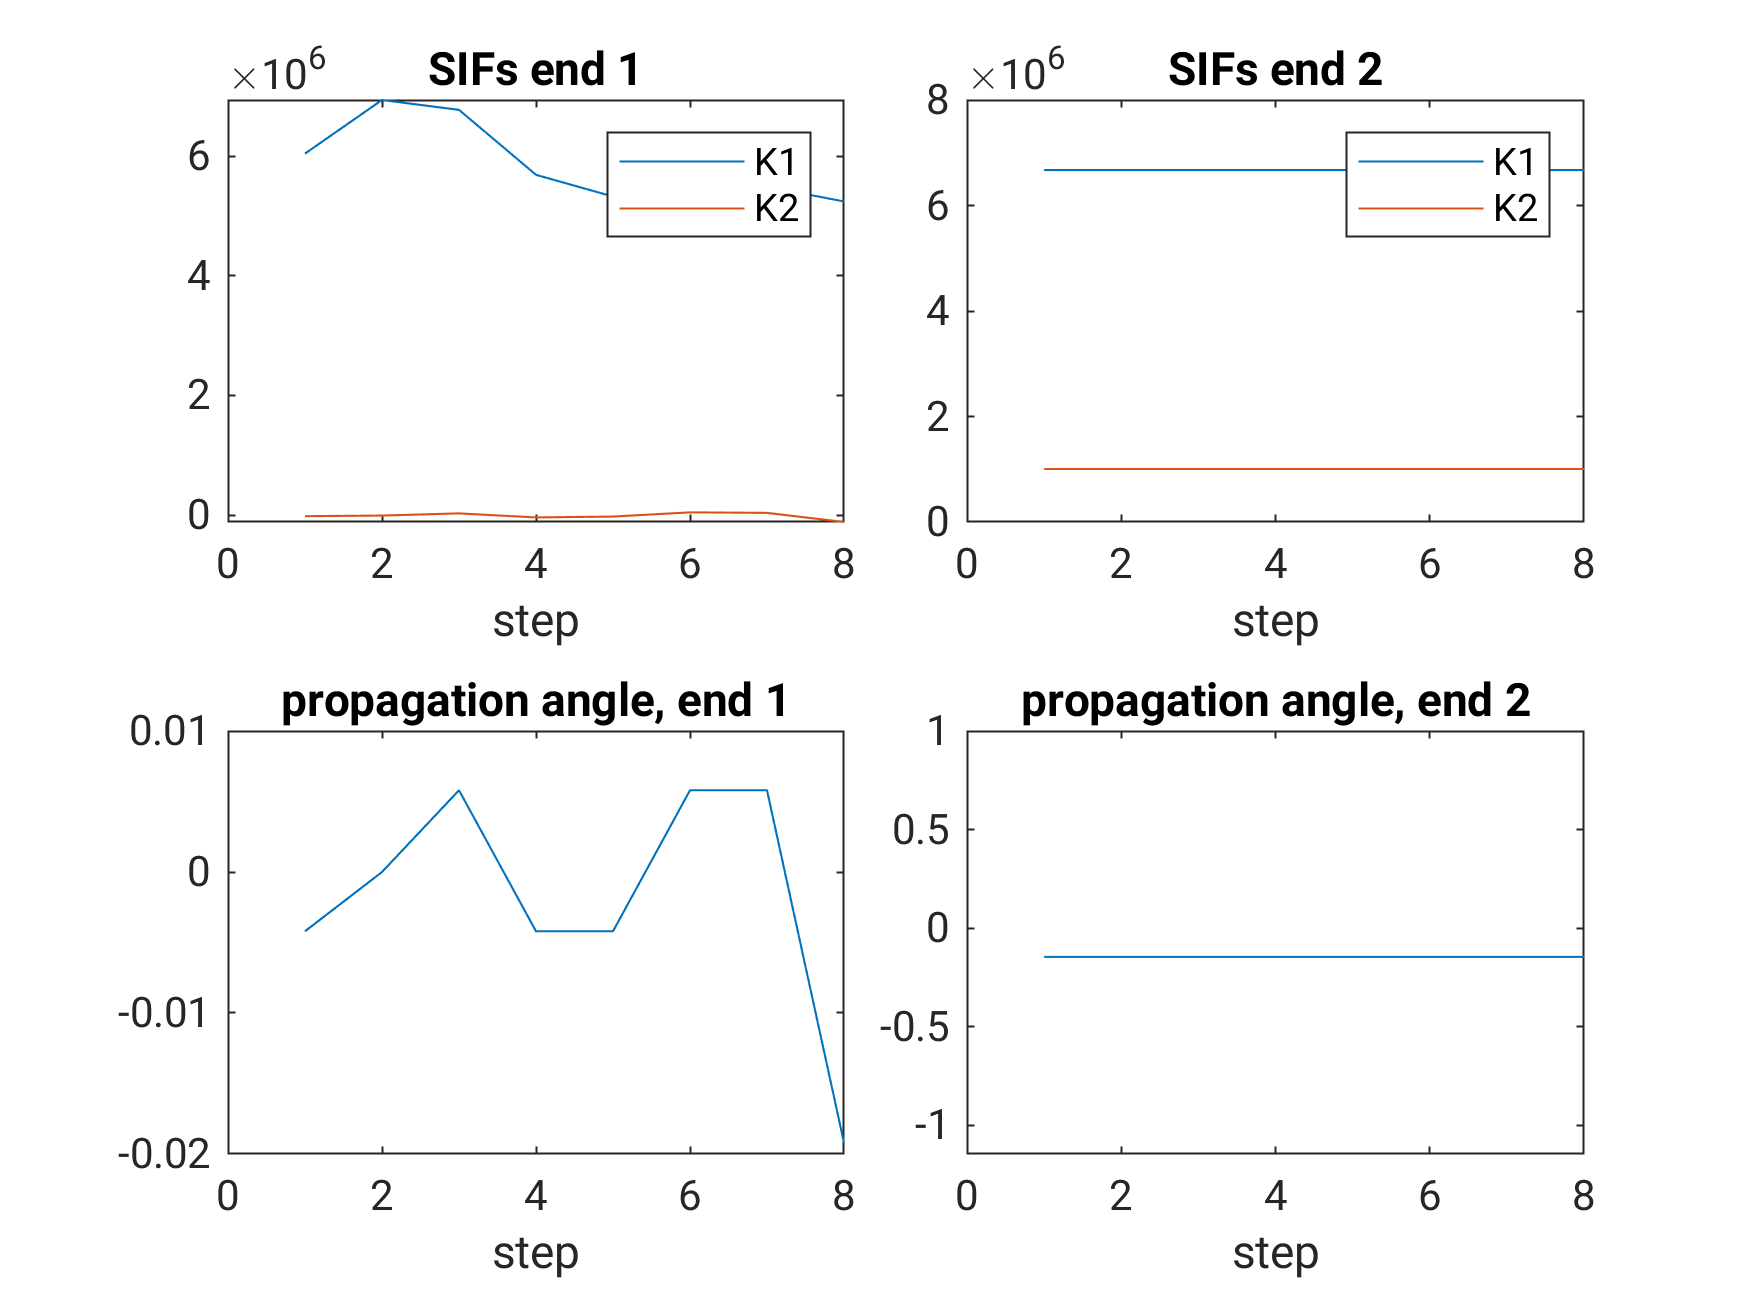 ×10^6
SIFs end 1
6
4
2
0
K1
K2
0 2 4 6 8
step
×10^6
SIFs end 2
8
6
4
2
0
K1
K2
0 2 4 6 8
step
propagation angle, end 1
0.01
0
-0.01
-0.02
0 2 4 6 8
step
propagation angle, end 2
1
0.5
0
-0.5
-1
0 2 4 6 8
step